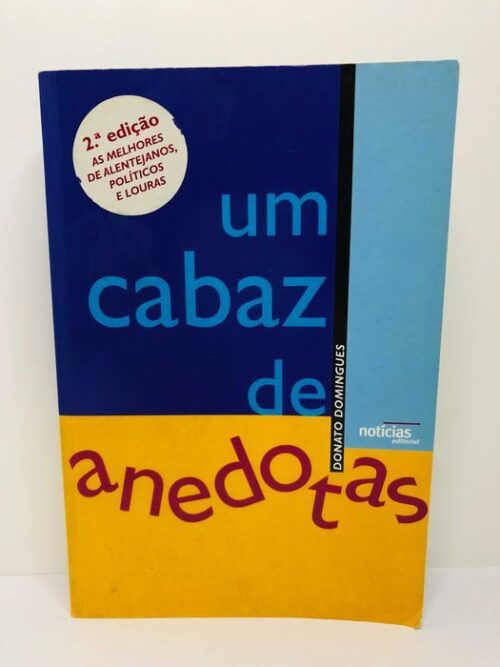 2.ª edição
AS MELHORES
DE ALENTEJANOS,
POLÍTICOS
E LOURAS
um
cabaz
de
anedotas
DONATO DOMINGUES
notícias
editorial